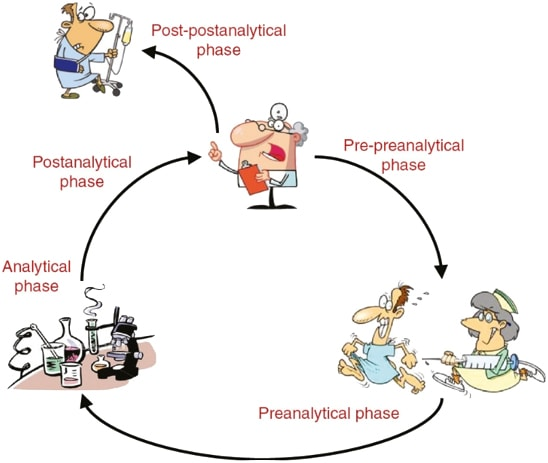 Post-postanalytical
phase
Pre-preanalytical
phase
Postanalytical
phase
Analytical
phase
Preanalytical phase